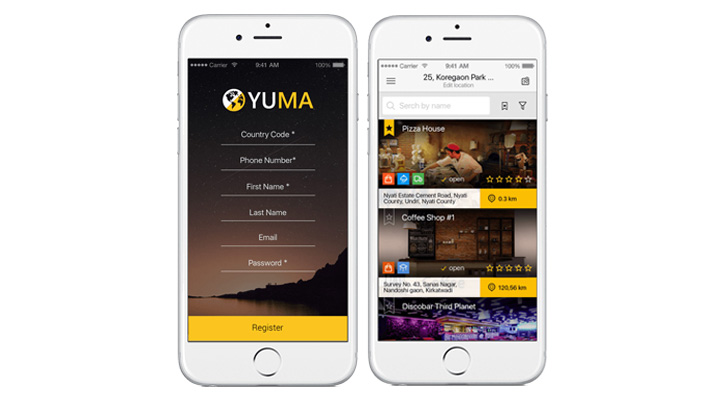 Carrier 9:41 AM 100%
YUMA
Country Code *
Phone Number*
First Name *
Last Name
Email
Password *
Register
Carrier 9:41 AM 100%
25, Koregaon Park ...
Edit location
Serch by name
Pizza House
open
Nyati Estate Cement Road, Nyati
County, Undri, Nyati County
0.3 km
Coffee Shop #1
open
Survey No. 43, Sanas Nagar,
Nandoshi gaon, Kirkatwadi
120,56 km
Discobar Third Planet